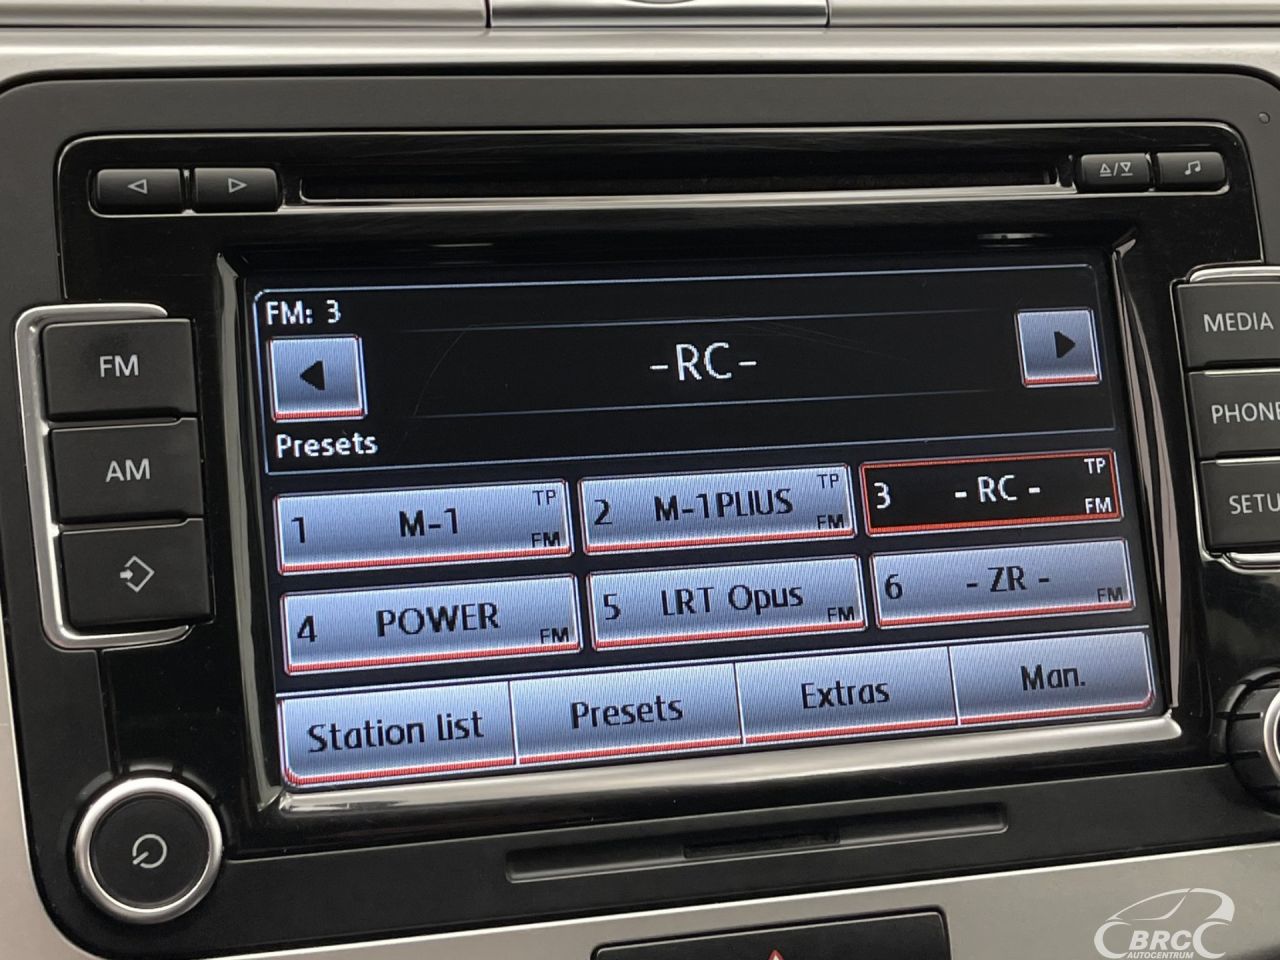 FM: 3
-RC-
Presets
1 M-1 TP FM
2 M-1PLIUS TP FM
3 - RC - TP FM
4 POWER FM
5 LRT Opus FM
6 - ZR - FM
Station list Presets Extras Man.
FM
AM
MEDIA
PHONE
SETU
BRC
AUTOCENTRUM